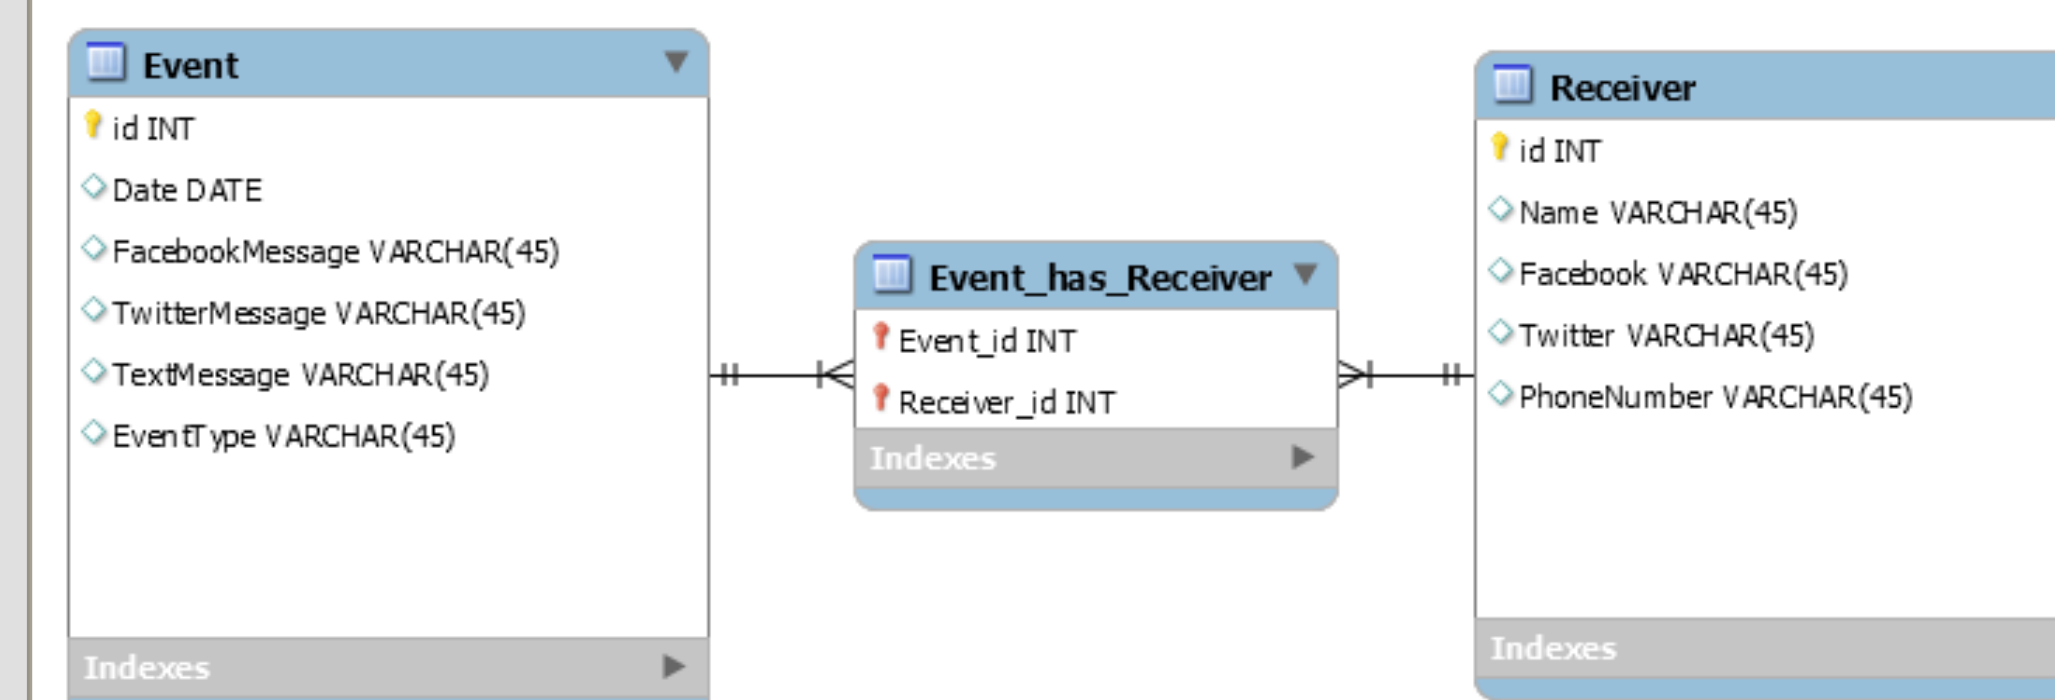 Event
id INT
Date DATE
FacebookMessage VARCHAR(45)
TwitterMessage VARCHAR(45)
TextMessage VARCHAR(45)
EventType VARCHAR(45)
Indexes
Event_has_Receiver
Event_id INT
Receiver_id INT
Indexes
Receiver
id INT
Name VARCHAR(45)
Facebook VARCHAR(45)
Twitter VARCHAR(45)
PhoneNumber VARCHAR(45)
Indexes